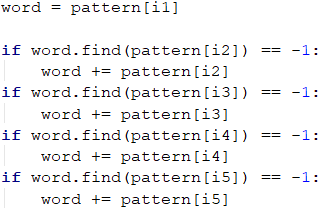 word = pattern[i1]

if word.find(pattern[i2]) == -1:
    word += pattern[i2]
if word.find(pattern[i3]) == -1:
    word += pattern[i3]
if word.find(pattern[i4]) == -1:
    word += pattern[i4]
if word.find(pattern[i5]) == -1:
    word += pattern[i5]